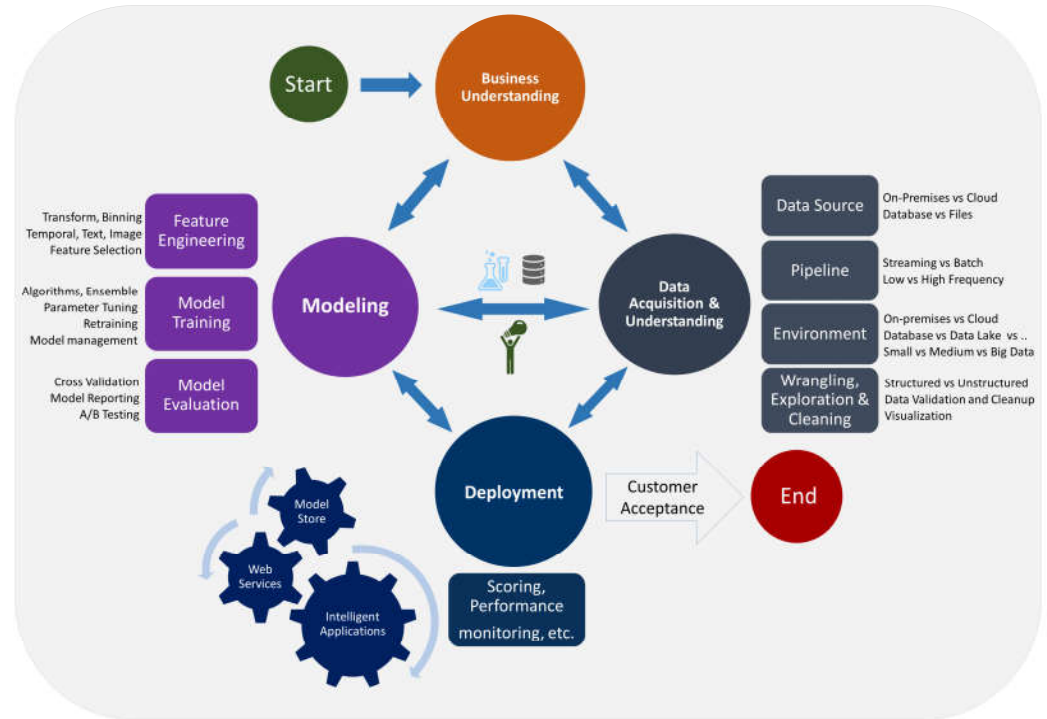 Start
Business
Understanding
Transform, Binning
Temporal, Text, Image
Feature Selection
Feature
Engineering
Algorithms, Ensemble
Parameter Tuning
Retraining
Model management
Model
Training
Cross Validation
Model Reporting
A/B Testing
Model
Evaluation
Modeling
Data
Acquisition &
Understanding
Data Source
On-Premises vs Cloud
Database vs Files
Pipeline
Streaming vs Batch
Low vs High Frequency
Environment
On-premises vs Cloud
Database vs Data Lake vs ..
Small vs Medium vs Big Data
Wrangling,
Exploration &
Cleaning
Structured vs Unstructured
Data Validation and Cleanup
Visualization
Deployment
Customer
Acceptance
End
Model
Store
Web
Services
Intelligent
Applications
Scoring,
Performance
monitoring, etc.